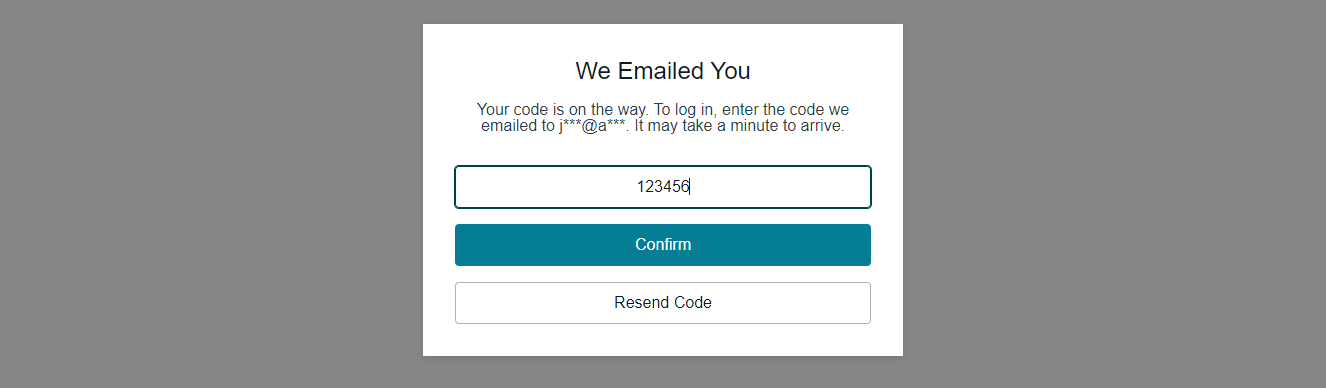 We Emailed You
Your code is on the way. To log in, enter the code we
emailed to j***@a***. It may take a minute to arrive.
123456
Confirm
Resend Code